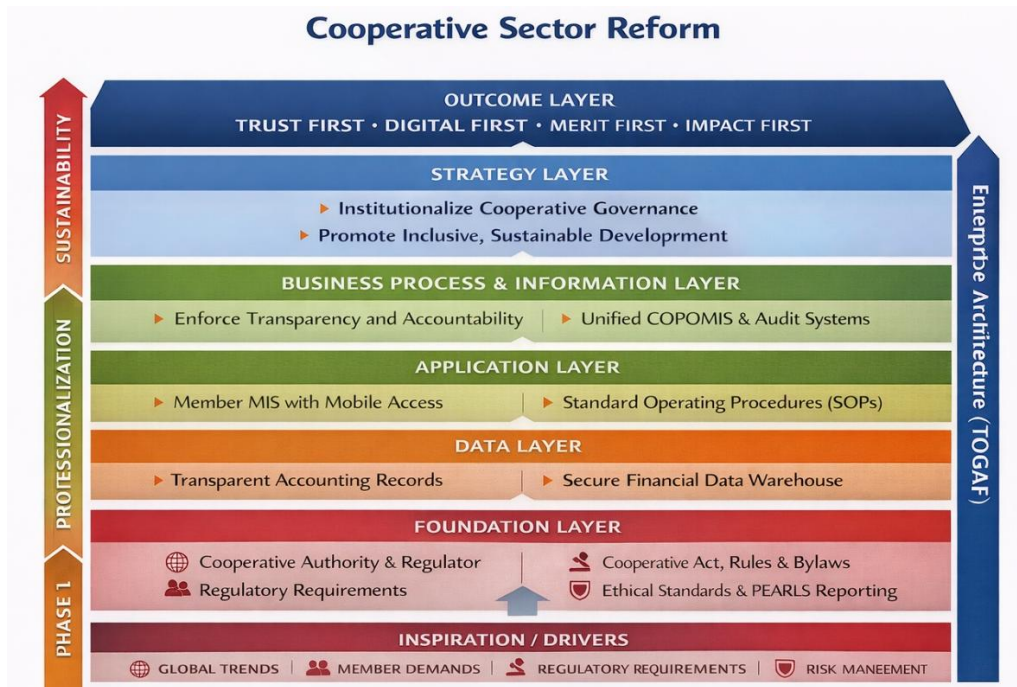 Cooperative Sector Reform
OUTCOME LAYER
TRUST FIRST • DIGITAL FIRST • MERIT FIRST • IMPACT FIRST
STRATEGY LAYER
Institutionalize Cooperative Governance
Promote Inclusive, Sustainable Developrment
BUSINESS PROCESS & INFORMATION LAYER
Enforce Transparency and Accountability
Unified COPOMIS & Audit Systems
APPLICATION LAYER
Member MIS with Mobile Access
Standard Operating Procedures (SOPs)
DATA LAYER
Transparent Accounting Records
Secure Financial Data Warehouse
FOUNDATION LAYER
Cooperative Authority & Regulator
Cooperative Act, Rules & Bylaws
Regulatory Requirements
Ethical Standards & PEARLS Reporting
INSPIRATION / DRIVERS
GLOBAL TRENDS | MEMBER DEMANDS | REGULATORY REQUIREMENTS | RISK MANEEMENT
SUSTAINABILITY
PROTESSIONALIZATION
PHASE 1
Architecture (TOGAF)